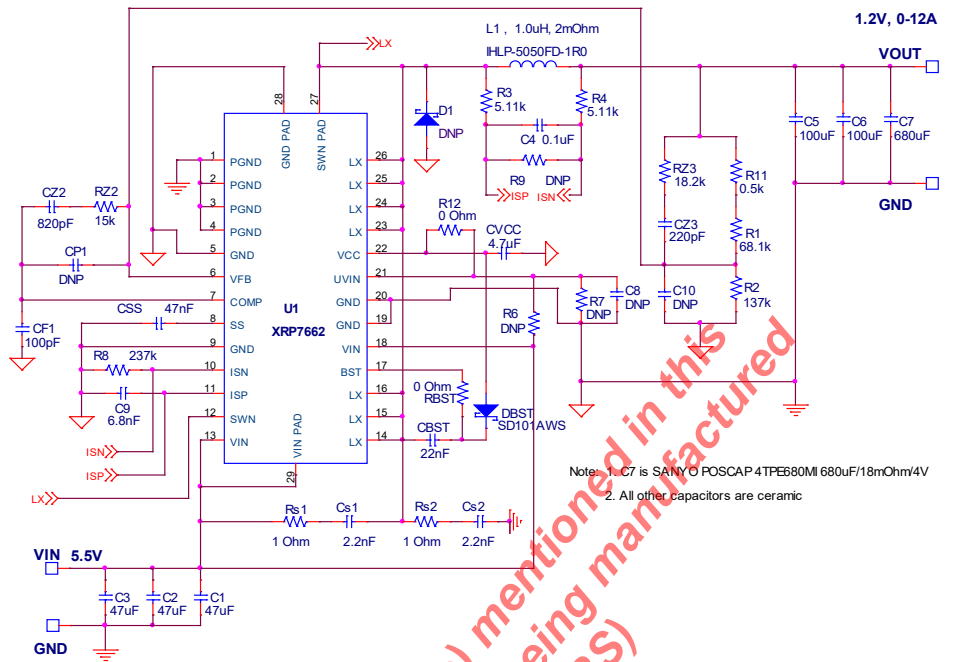 1.2V, 0-12A
L1 , 1.0uH, 2mOhm
IHLP-5050FD-1R0
VOUT
LX
R3
5.11k
R4
5.11k
D1
DNP
C4 0.1uF
R9
DNP
ISP
ISN
C5
100uF
C6
100uF
C7
680uF
GND
RZ3
18.2k
R11
0.5k
CZ3
220pF
R1
68.1k
C10
DNP
R2
137k
28
27
GND PAD
SWN PAD
1 PGND
2 PGND
3 PGND
4 PGND
5 GND
6 VFB
7 COMP
8 SS
9 GND
10 ISN
11 ISP
12 SWN
13 VIN
U1
XRP7662
LX 26
LX 25
LX 24
LX 23
VCC 22
UVIN 21
GND 20
GND 19
VIN 18
BST 17
LX 16
LX 15
LX 14
VIN PAD
29
CZ2
820pF
RZ2
15k
CP1
DNP
CF1
100pF
CSS 47nF
R8 237k
C9
6.8nF
ISN
ISP
LX
R12
0 Ohm
CVCC
4.7uF
R6
DNP
R7
DNP
C8
DNP
0 Ohm
RBST
DBST
SD101AWS
CBST
22nF
Rs1
1 Ohm
Cs1
2.2nF
Rs2
1 Ohm
Cs2
2.2nF
VIN 5.5V
C3
47uF
C2
47uF
C1
47uF
GND
Note: 1. C7 is SANYO POSCAP 4TPE680MI 680uF/18mOhm/4V
2. All other capacitors are ceramic
) mentioned in this
eing manufactured
S)